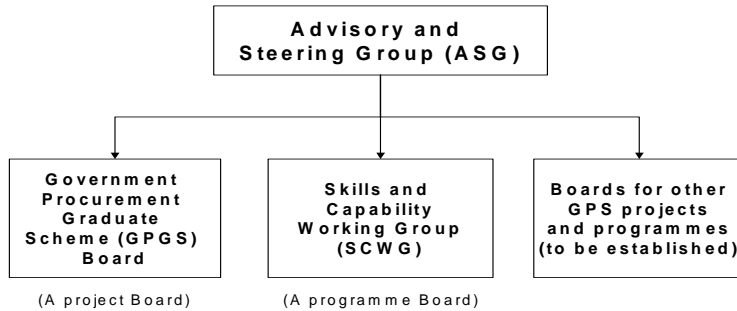 Advisory and
Steering Group (ASG)
Government
Procurement
Graduate
Scheme (GPGS)
Board
(A project Board)
Skills and
Capability
Working Group
(SCWG)
(A programme Board)
Boards for other
GPS projects
and programmes
(to be established)